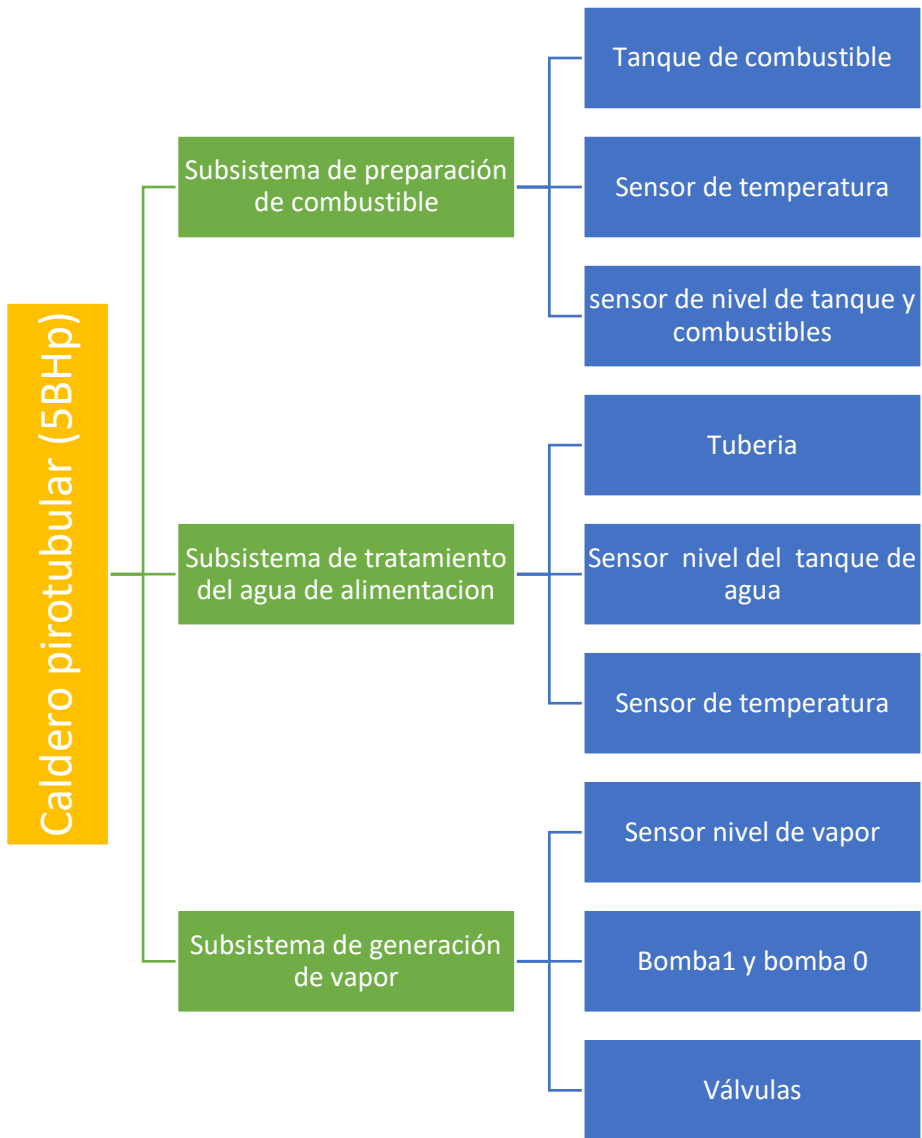 Caldero pirotubular (5BHp)
Subsistema de preparación
de combustible
Tanque de combustible
Sensor de temperatura
sensor de nivel de tanque y
combustibles
Subsistema de tratamiento
del agua de alimentacion
Tuberia
Sensor  nivel del  tanque de
agua
Sensor de temperatura
Subsistema de generación
de vapor
Sensor nivel de vapor
Bomba1 y bomba 0
Válvulas